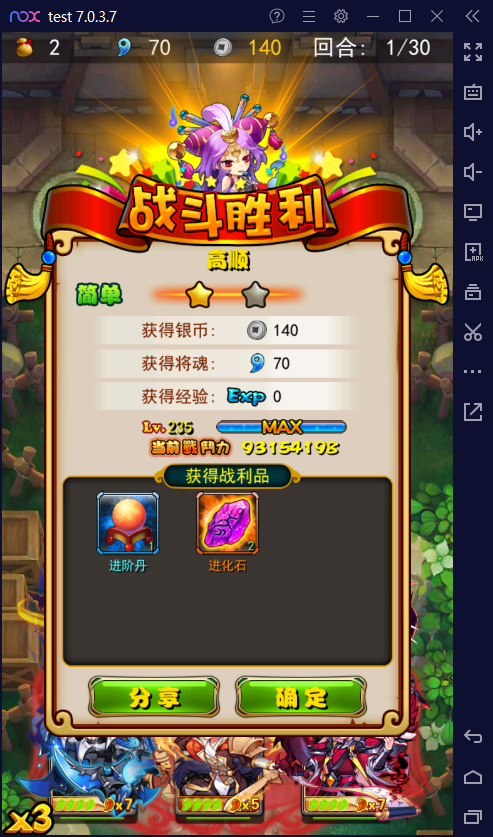 nox test 7.0.3.7
2 70 140 回合：1/30
战斗胜利
高顺
简单
获得银币： 140
获得将魂： 70
获得经验： Exp 0
Lv.235 MAX
当前戰鬥力 93154198
获得战利品
1 2
进阶丹 进化石
分享 确定
x7 x5 x7
x3
APK